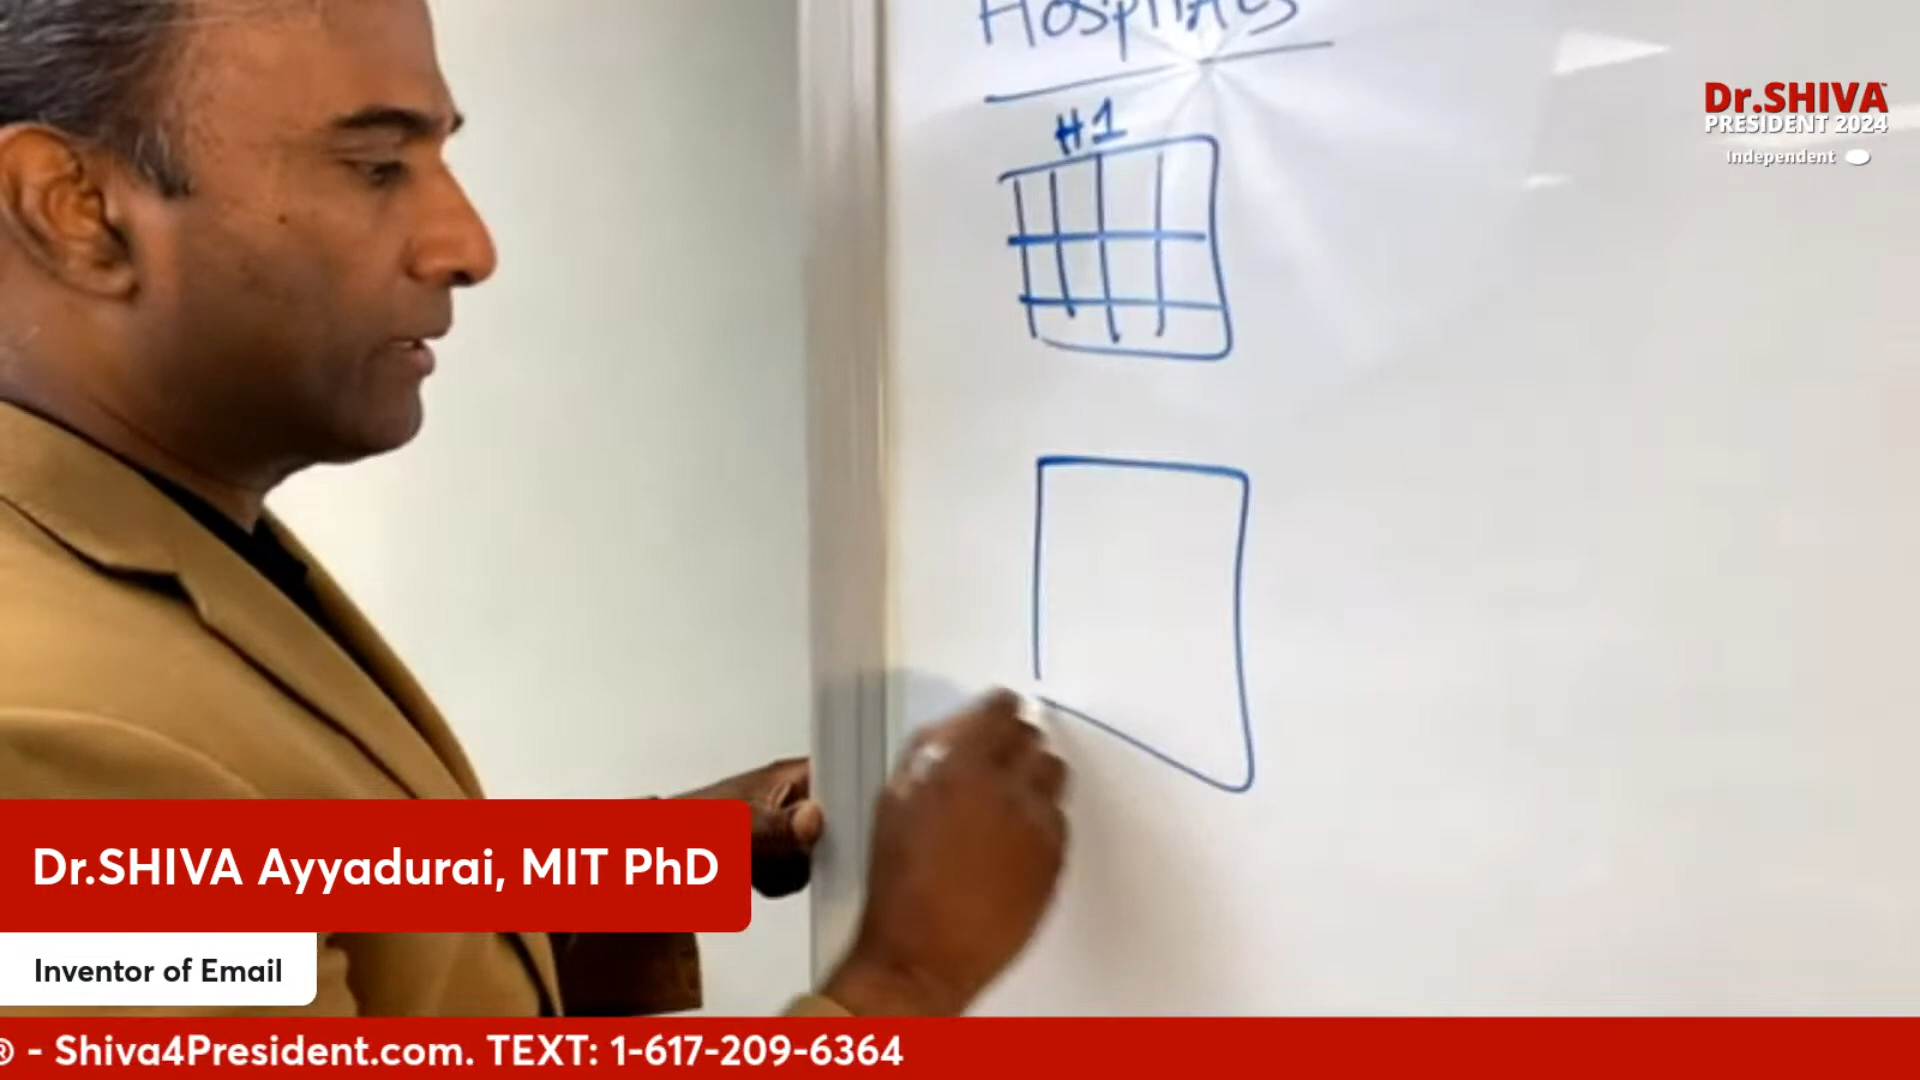 Hospitals
#1
Dr.SHIVA
PRESIDENT 2024
Independent
Dr.SHIVA Ayyadurai, MIT PhD
Inventor of Email
® - Shiva4President.com. TEXT: 1-617-209-6364